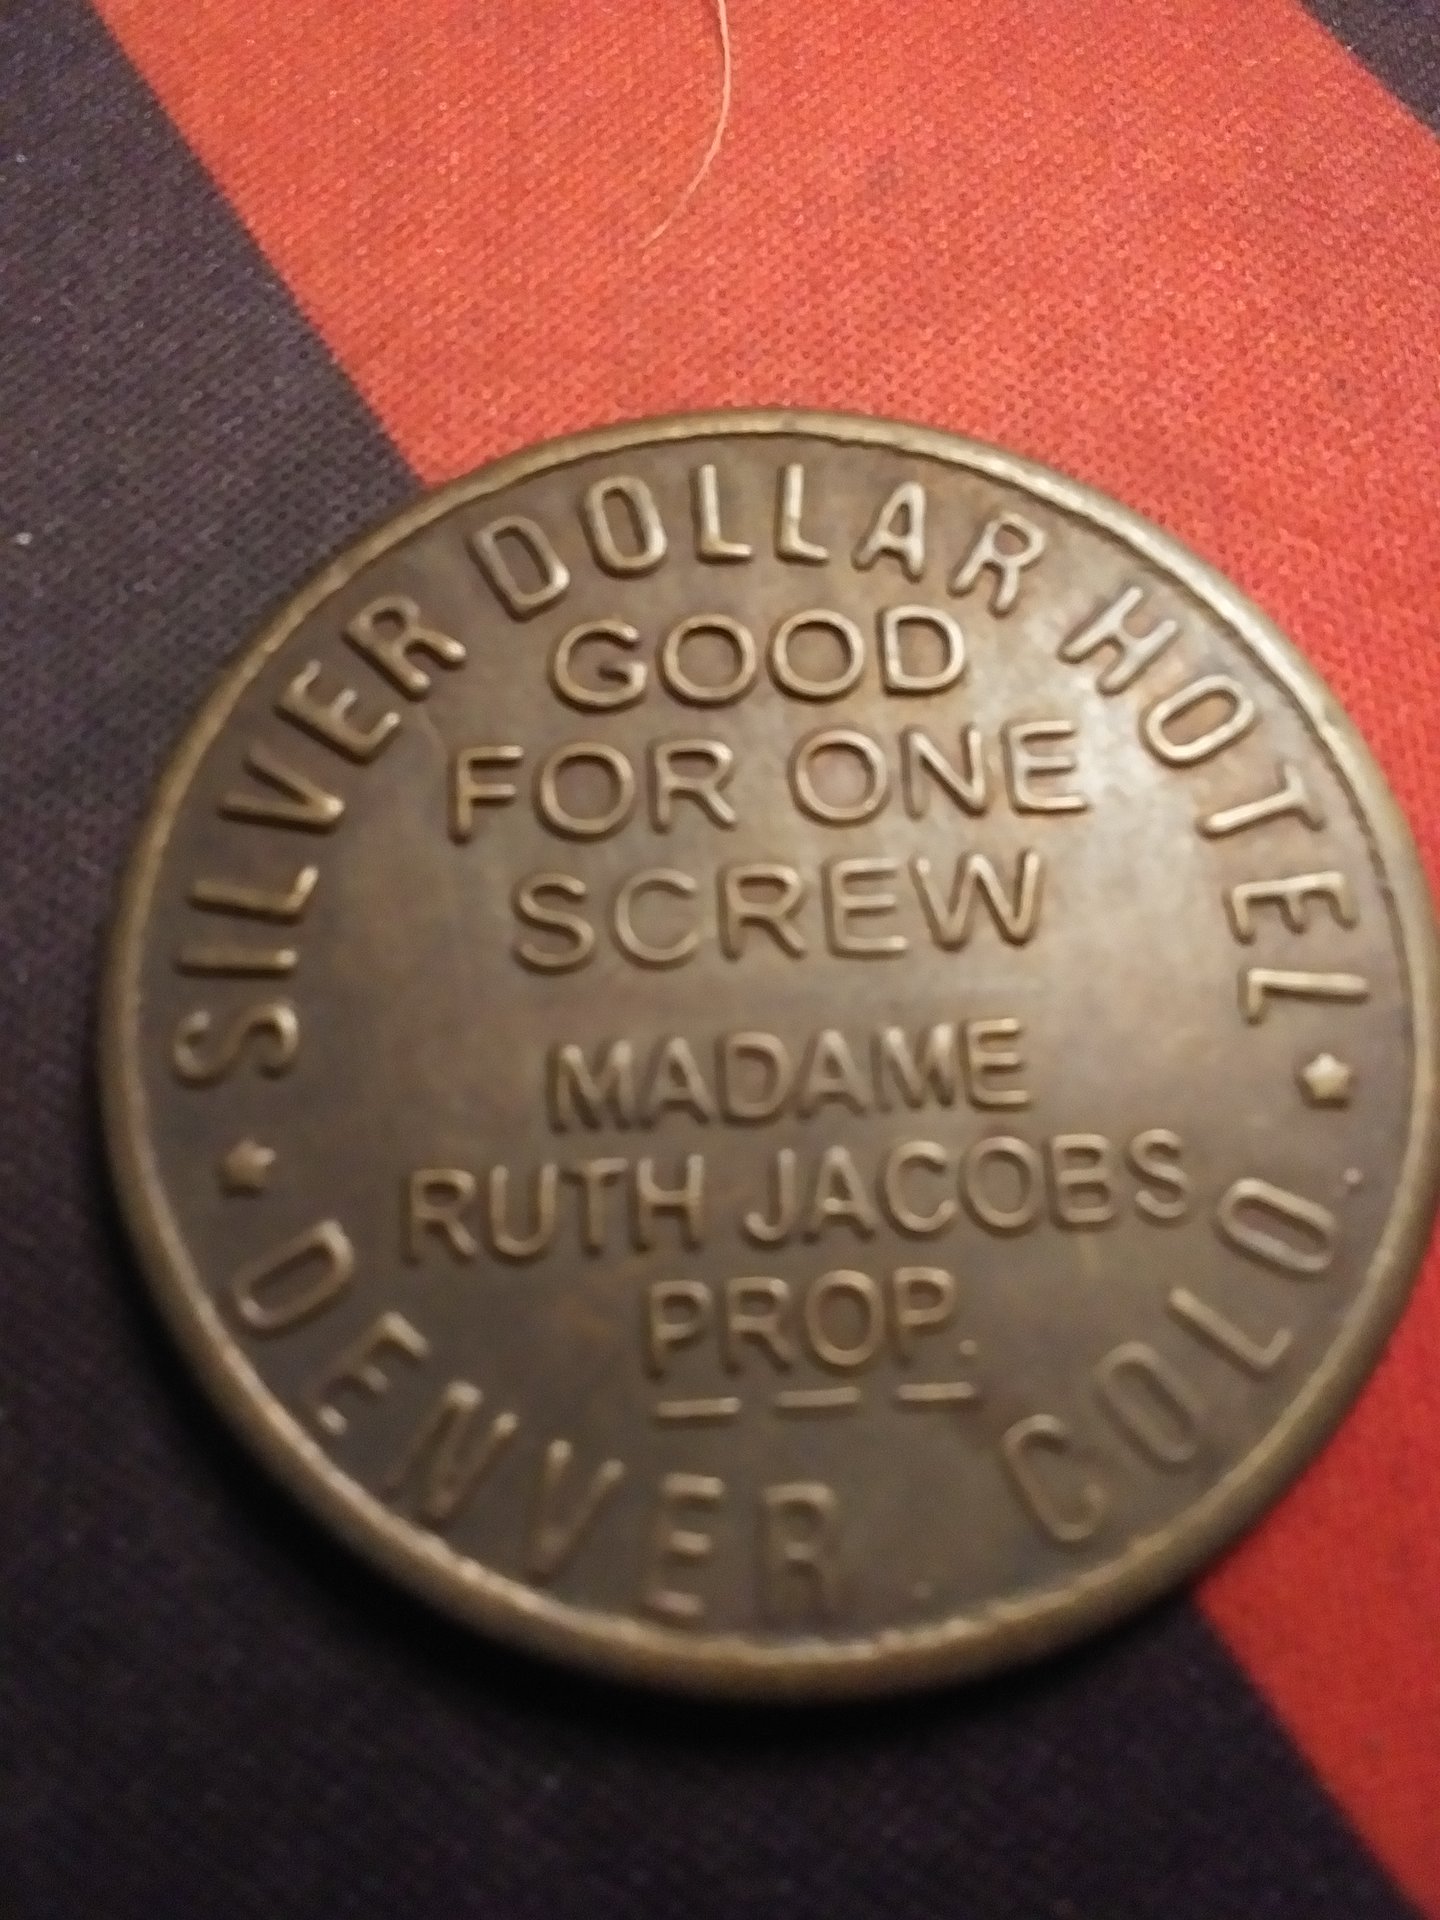 SILVER DOLLAR HOTEL
GOOD
FOR ONE
SCREW
MADAME
RUTH JACOBS
PROP.
DENVER COLO.